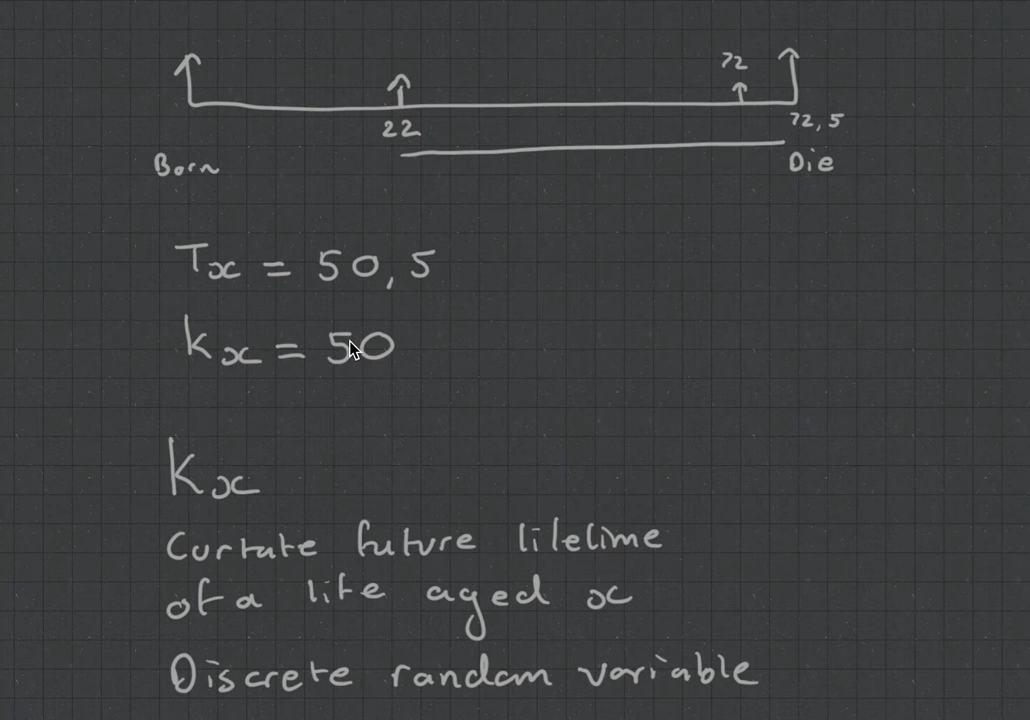 72
22
72,5
Born
Die
Tx = 50,5
kx = 50
Kx
Curtate future lifetime
of a life aged x
Discrete random variable